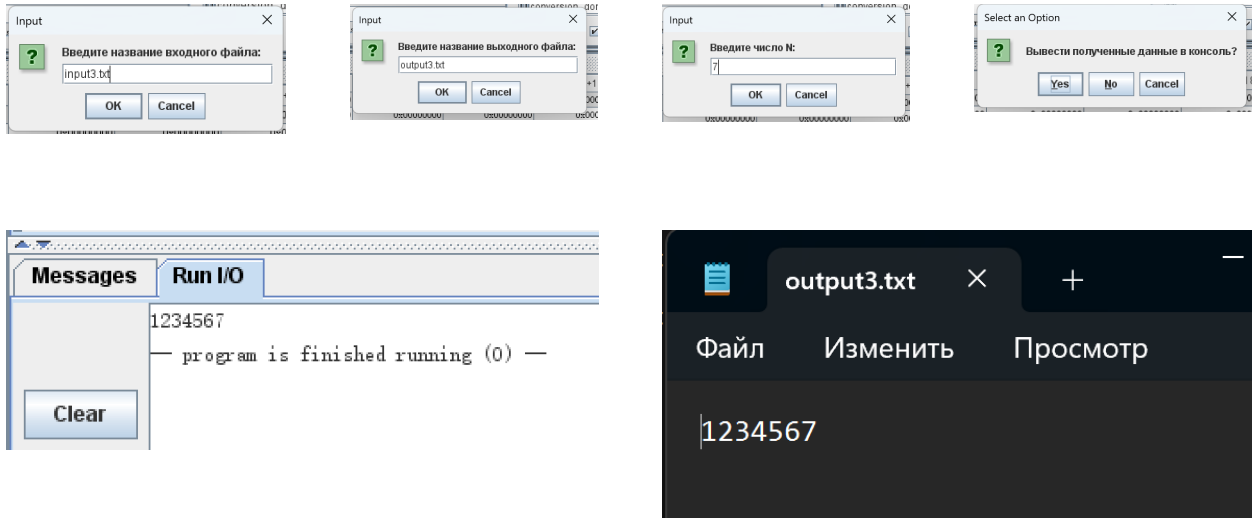 Input
Введите название входного файла:
input3.txt
OK Cancel
Input
Введите название выходного файла:
output3.txt
OK Cancel
Input
Введите число N:
7
OK Cancel
Select an Option
Вывести полученные данные в консоль?
Yes No Cancel
Messages Run I/O
1234567
— program is finished running (0) —
Clear
output3.txt
Файл Изменить Просмотр
1234567